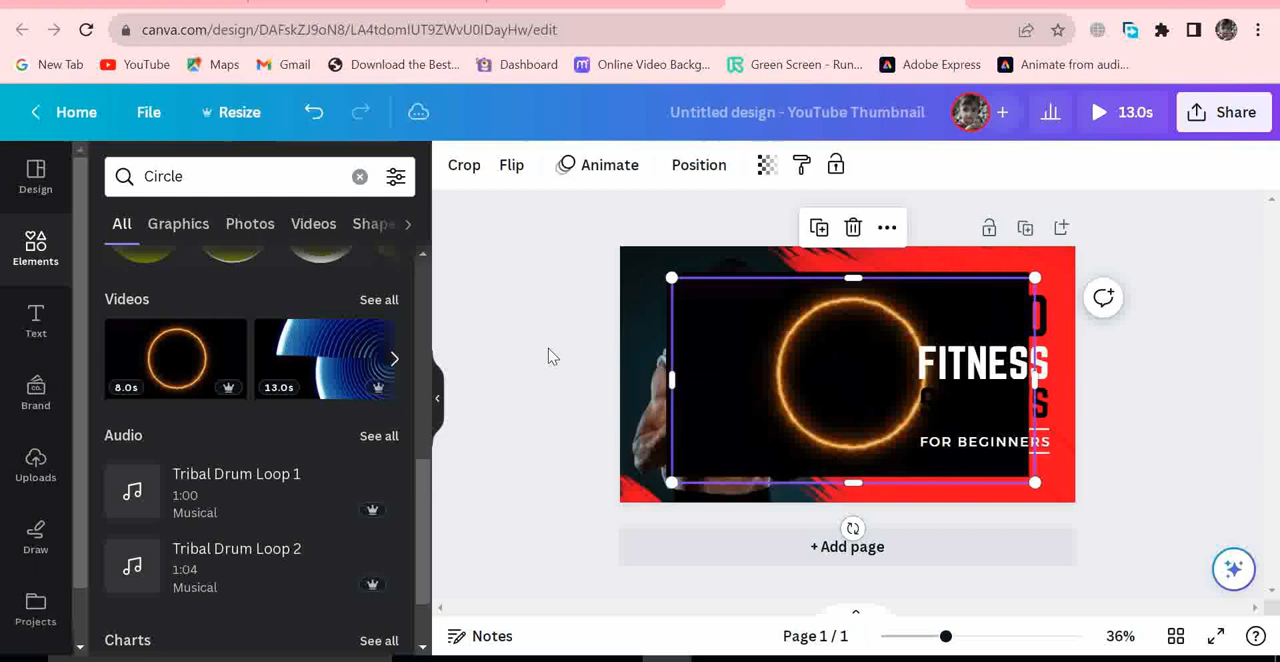 canva.com/design/DAFskZJ9oN8/LA4tdomIUT9ZWvU0IDayHw/edit
New Tab YouTube Maps Gmail Download the Best... Dashboard Online Video Backg... Green Screen - Run... Adobe Express Animate from audi...
Home File Resize Untitled design - YouTube Thumbnail 13.0s Share
Design
Elements
Text
Brand
Uploads
Draw
Projects
Circle
All Graphics Photos Videos Shape
Videos See all
8.0s 13.0s
Audio See all
Tribal Drum Loop 1
1:00
Musical
Tribal Drum Loop 2
1:04
Musical
Charts See all
Crop Flip Animate Position
FITNESS
FOR BEGINNERS
+ Add page
Notes Page 1 / 1 36%